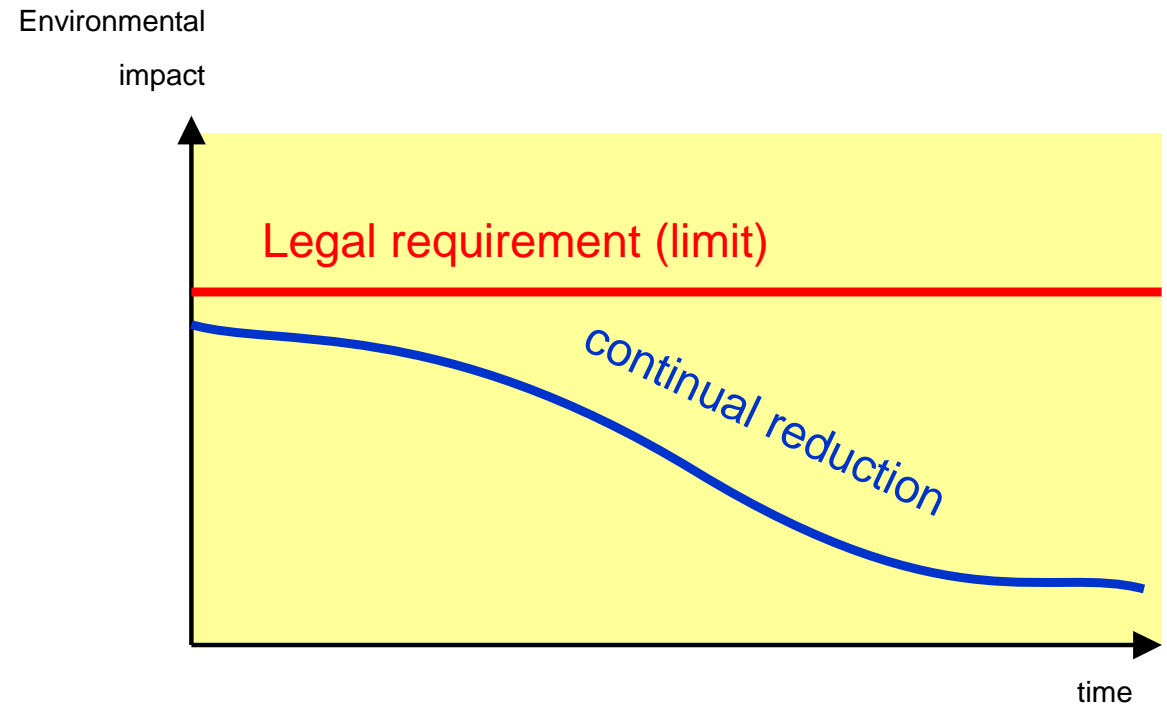 Environmental
impact
Legal requirement (limit)
continual reduction
time